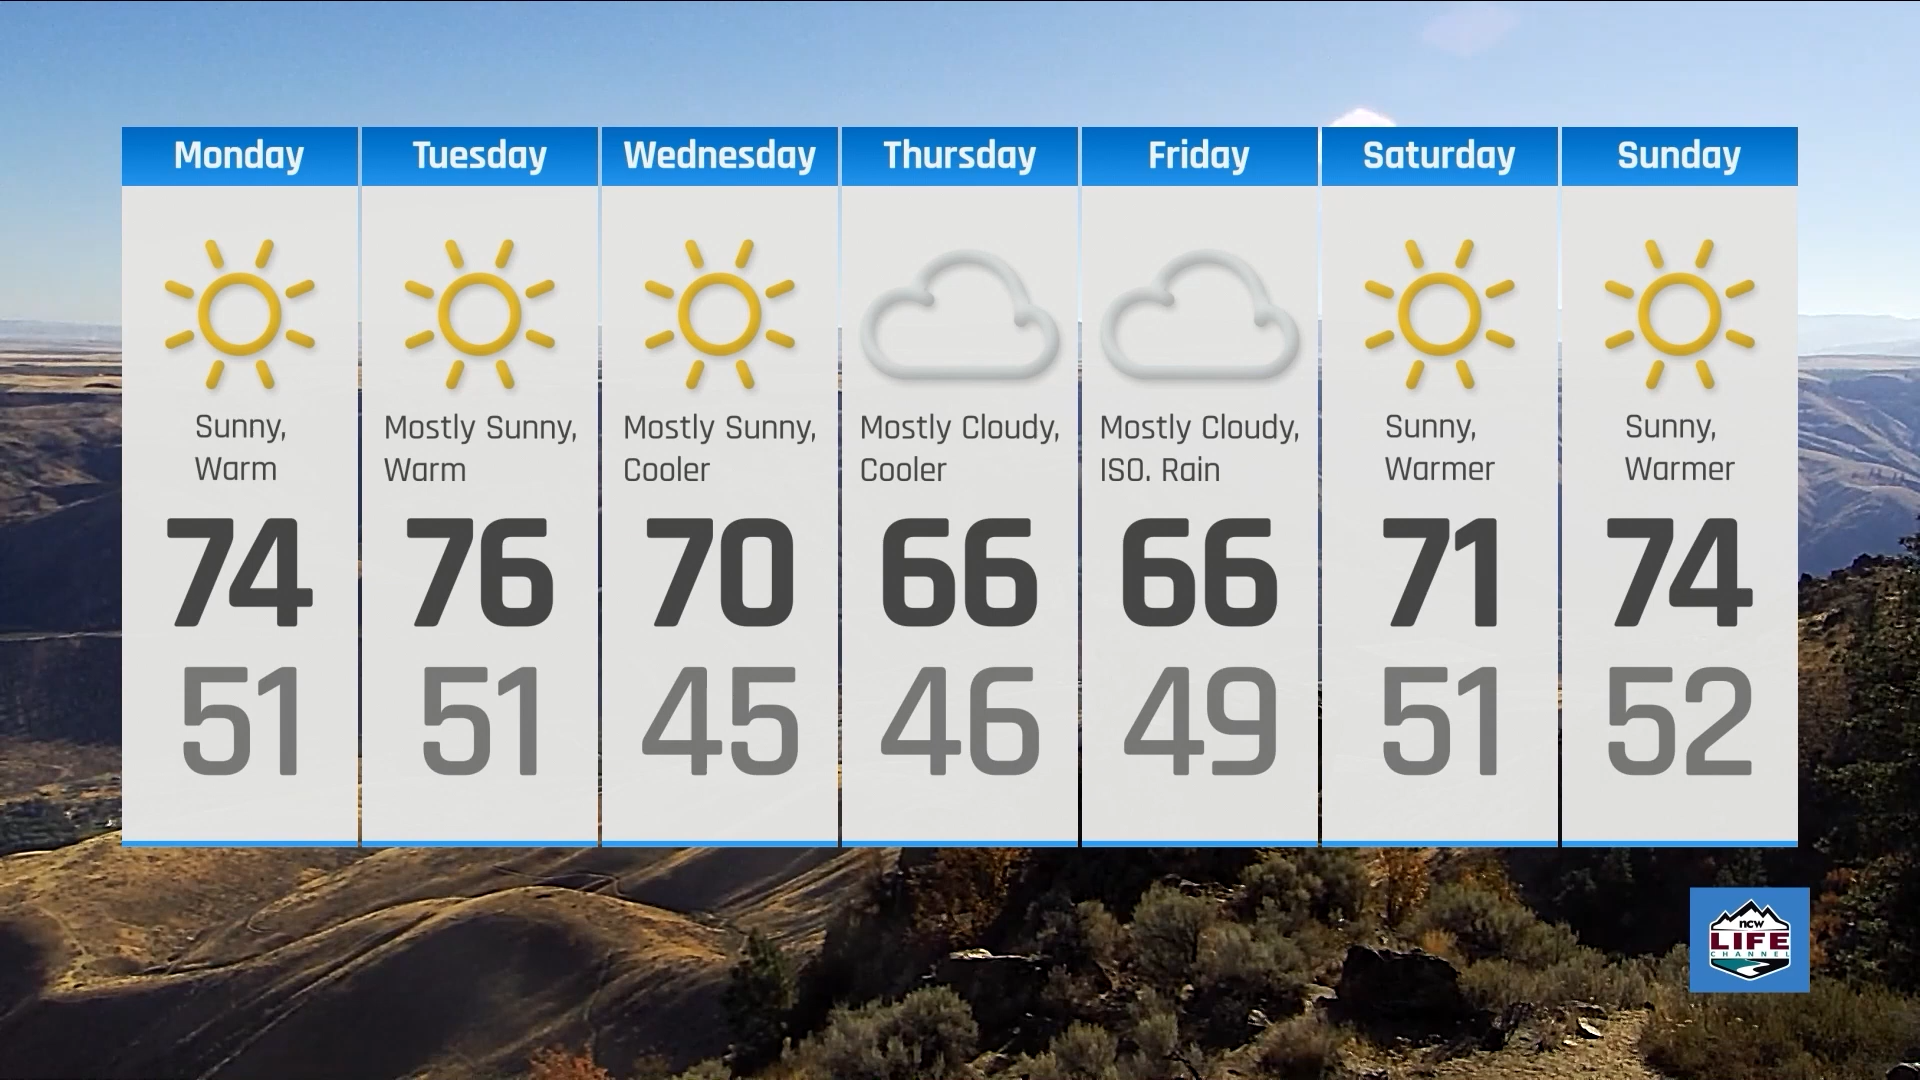 Monday
Sunny,
Warm
74
51
Tuesday
Mostly Sunny,
Warm
76
51
Wednesday
Mostly Sunny,
Cooler
70
45
Thursday
Mostly Cloudy,
Cooler
66
46
Friday
Mostly Cloudy,
ISO. Rain
66
49
Saturday
Sunny,
Warmer
71
51
Sunday
Sunny,
Warmer
74
52
ncw
LIFE
CHANNEL